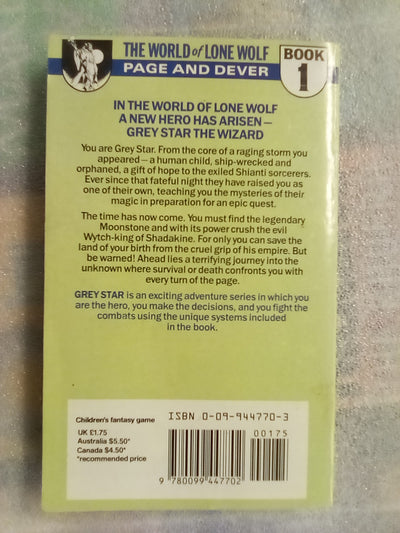 THE WORLD of LONE WOLF
PAGE AND DEVER
BOOK
1
IN THE WORLD OF LONE WOLF
A NEW HERO HAS ARISEN –
GREY STAR THE WIZARD
You are Grey Star. From the core of a raging storm you
appeared – a human child, ship-wrecked and
orphaned, a gift of hope to the exiled Shianti sorcerers.
Ever since that fateful night they have raised you as
one of their own, teaching you the mysteries of their
magic in preparation for an epic quest.
The time has now come. You must find the legendary
Moonstone and with its power crush the evil
Wytch-king of Shadakine. For only you can save the
land of your birth from the cruel grip of his empire. But
be warned! Ahead lies a terrifying journey into the
unknown where survival or death confronts you with
every turn of the page.
GREY STAR is an exciting adventure series in which you
are the hero, you make the decisions, and you fight the
combats using the unique systems included
in the book.
Children's fantasy game
UK £1.75
Australia $5.50*
Canada $4.50*
*recommended price
ISBN 0-09-944770-3
00175
9 780099 447702